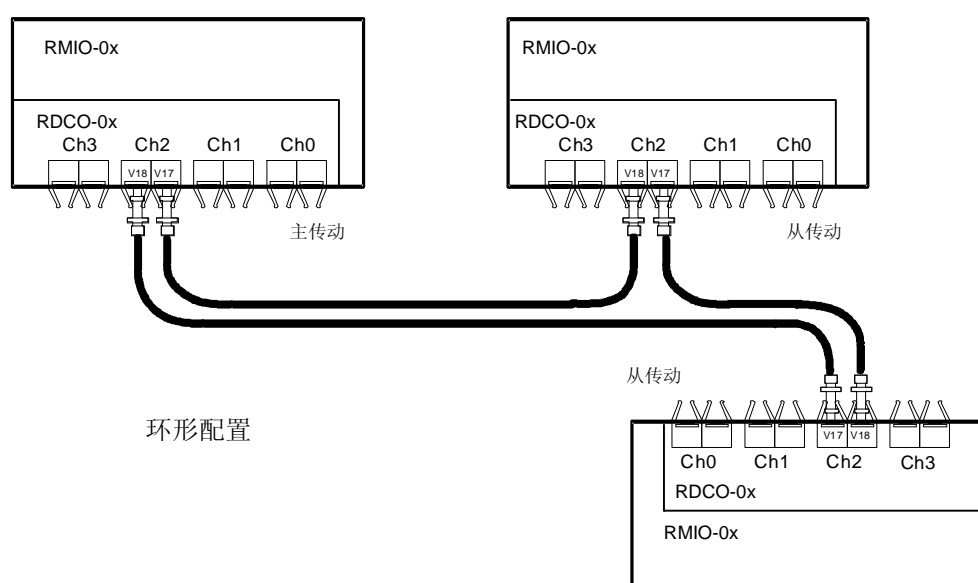 RMIO-0x
RDCO-0x
Ch3 Ch2 Ch1 Ch0
V18 V17
主传动
RMIO-0x
RDCO-0x
Ch3 Ch2 Ch1 Ch0
V18 V17
从传动
从传动
环形配置
V17 V18
Ch0 Ch1 Ch2 Ch3
RDCO-0x
RMIO-0x